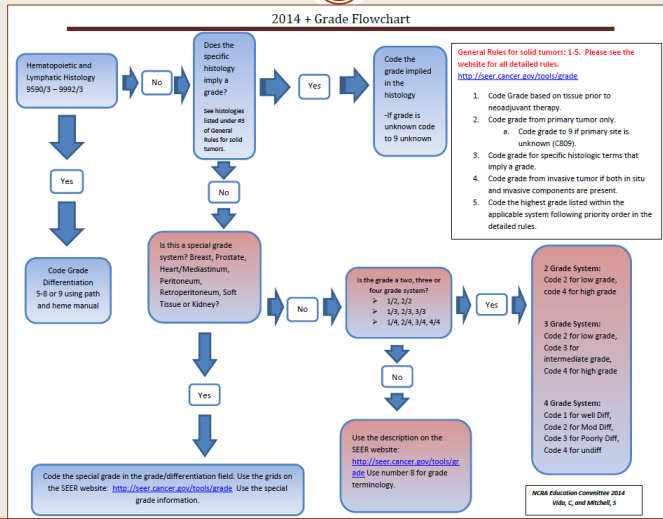 2014 + Grade Flowchart
Hematopoietic and
Lymphatic Histology
9590/3 – 9992/3
No
Does the
specific
histology
imply a
grade?
See histologies
listed under #3
of General
Rules for solid
tumors.
Yes
Code the
grade implied
in the
histology
-If grade is
unknown code
to 9 unknown
General Rules for solid tumors: 1-5. Please see the
website for all detailed rules.
http://seer.cancer.gov/tools/grade
1. Code Grade based on tissue prior to
neoadjuvant therapy.
2. Code grade from primary tumor only.
a. Code grade to 9 if primary site is
unknown (C809).
3. Code grade for specific histologic terms that
imply a grade.
4. Code grade from invasive tumor if both in situ
and invasive components are present.
5. Code the highest grade listed within the
applicable system following priority order in the
detailed rules.
Yes
No
Code Grade
Differentiation
5-8 or 9 using path
and heme manual
Is this a special grade
system? Breast, Prostate,
Heart/Mediastinum,
Peritoneum,
Retroperitoneum, Soft
Tissue or Kidney?
No
Is the grade a two, three or
four grade system?
➢ 1/2, 2/2
➢ 1/3, 2/3, 3/3
➢ 1/4, 2/4, 3/4, 4/4
Yes
2 Grade System:
Code 2 for low grade,
code 4 for high grade
3 Grade System:
Code 2 for low grade,
Code 3 for
intermediate grade,
Code 4 for high grade
4 Grade System:
Code 1 for well Diff,
Code 2 for Mod Diff,
Code 3 for Poorly Diff,
Code 4 for undiff
Yes
No
Code the special grade in the grade/differentiation field. Use the grids on
the SEER website: http://seer.cancer.gov/tools/grade Use the special
grade information.
Use the description on the
SEER website:
http://seer.cancer.gov/tools/gr
ade Use number 8 for grade
terminology.
NCRA Education Committee 2014
Vida, C, and Mitchell, S